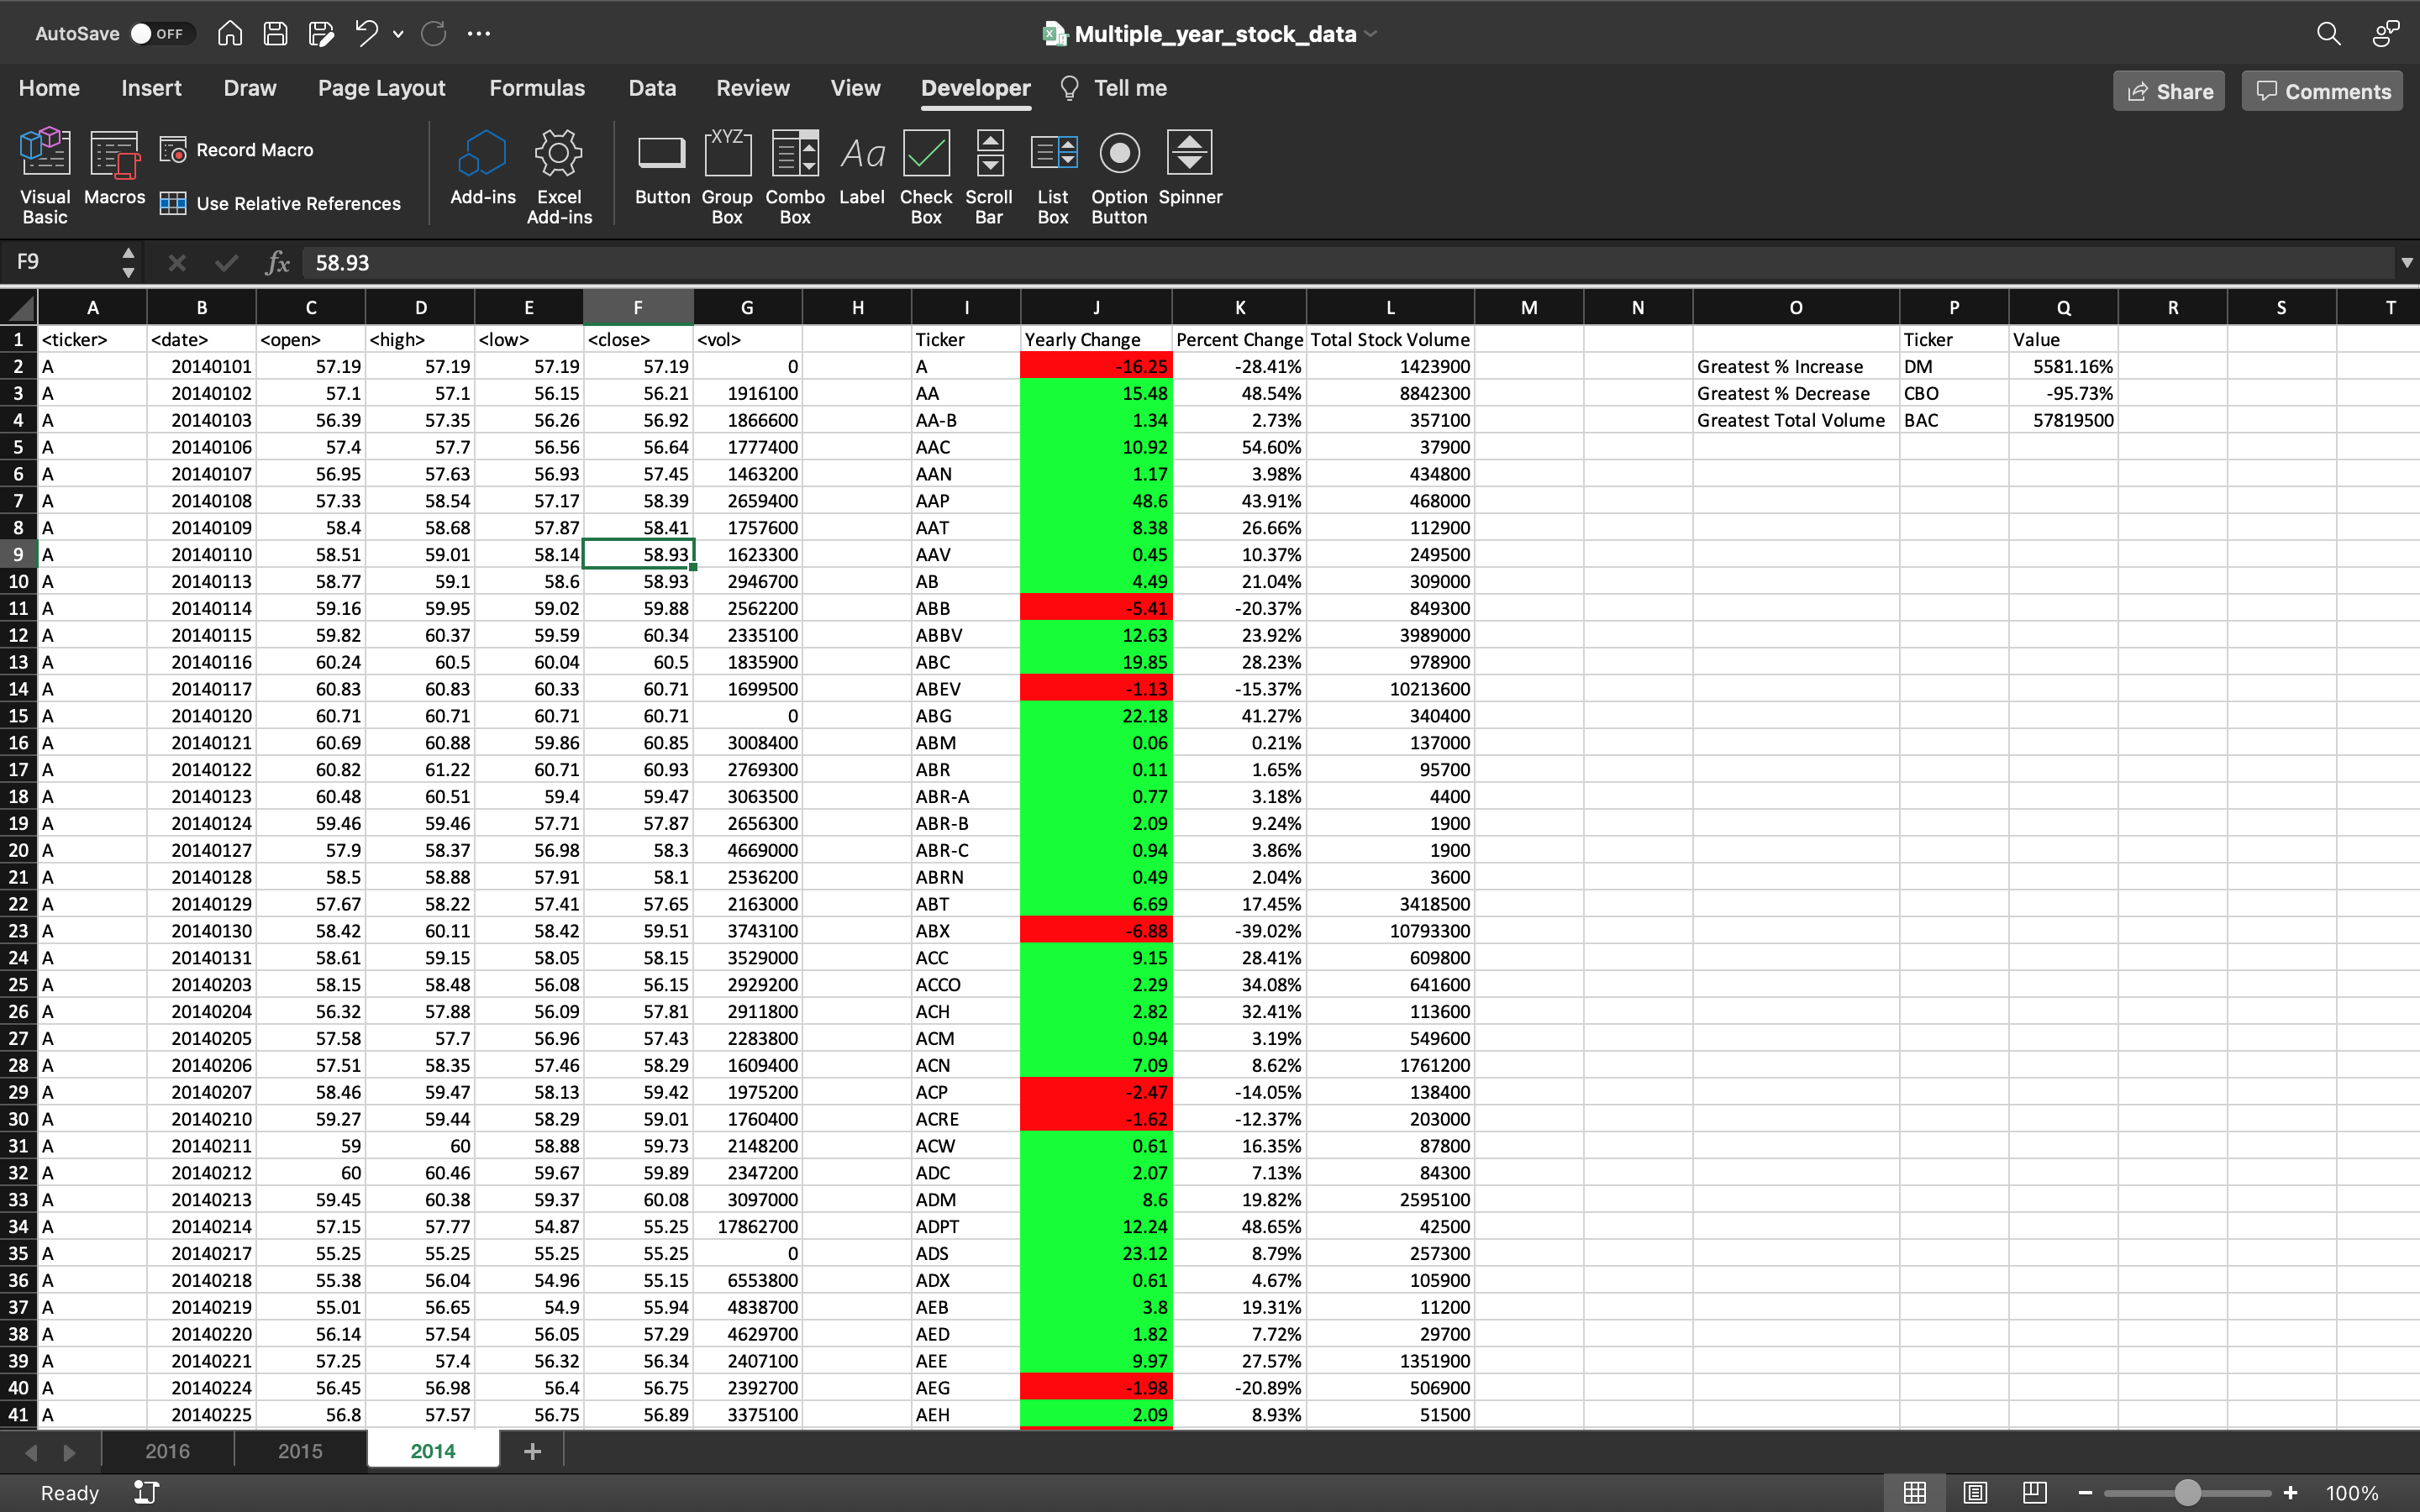 AutoSave OFF Multiple_year_stock_data
Home Insert Draw Page Layout Formulas Data Review View Developer Tell me Share Comments
Visual Basic Macros Record Macro Use Relative References Add-ins Excel Add-ins Button Group Box XYZ Combo Box Aa Label Check Box Scroll Bar List Box Option Button Spinner
F9 fx 58.93
A B C D E F G H I J K L M N O P Q R S T
1 <ticker> <date> <open> <high> <low> <close> <vol> Ticker Yearly Change Percent Change Total Stock Volume Ticker Value
2 A 20140101 57.19 57.19 57.19 57.19 0 A -16.25 -28.41% 1423900 Greatest % Increase DM 5581.16%
3 A 20140102 57.1 57.1 56.15 56.21 1916100 AA 15.48 48.54% 8842300 Greatest % Decrease CBO -95.73%
4 A 20140103 56.39 57.35 56.26 56.92 1866600 AA-B 1.34 2.73% 357100 Greatest Total Volume BAC 57819500
5 A 20140106 57.4 57.7 56.56 56.64 1777400 AAC 10.92 54.60% 37900
6 A 20140107 56.95 57.63 56.93 57.45 1463200 AAN 1.17 3.98% 434800
7 A 20140108 57.33 58.54 57.17 58.39 2659400 AAP 48.6 43.91% 468000
8 A 20140109 58.4 58.68 57.87 58.41 1757600 AAT 8.38 26.66% 112900
9 A 20140110 58.51 59.01 58.14 58.93 1623300 AAV 0.45 10.37% 249500
10 A 20140113 58.77 59.1 58.6 58.93 2946700 AB 4.49 21.04% 309000
11 A 20140114 59.16 59.95 59.02 59.88 2562200 ABB -5.41 -20.37% 849300
12 A 20140115 59.82 60.37 59.59 60.34 2335100 ABBV 12.63 23.92% 3989000
13 A 20140116 60.24 60.5 60.04 60.5 1835900 ABC 19.85 28.23% 978900
14 A 20140117 60.83 60.83 60.33 60.71 1699500 ABEV -1.13 -15.37% 10213600
15 A 20140120 60.71 60.71 60.71 60.71 0 ABG 22.18 41.27% 340400
16 A 20140121 60.69 60.88 59.86 60.85 3008400 ABM 0.06 0.21% 137000
17 A 20140122 60.82 61.22 60.71 60.93 2769300 ABR 0.11 1.65% 95700
18 A 20140123 60.48 60.51 59.4 59.47 3063500 ABR-A 0.77 3.18% 4400
19 A 20140124 59.46 59.46 57.71 57.87 2656300 ABR-B 2.09 9.24% 1900
20 A 20140127 57.9 58.37 56.98 58.3 4669000 ABR-C 0.94 3.86% 1900
21 A 20140128 58.5 58.88 57.91 58.1 2536200 ABRN 0.49 2.04% 3600
22 A 20140129 57.67 58.22 57.41 57.65 2163000 ABT 6.69 17.45% 3418500
23 A 20140130 58.42 60.11 58.42 59.51 3743100 ABX -6.88 -39.02% 10793300
24 A 20140131 58.61 59.15 58.05 58.15 3529000 ACC 9.15 28.41% 609800
25 A 20140203 58.15 58.48 56.08 56.15 2929200 ACCO 2.29 34.08% 641600
26 A 20140204 56.32 57.88 56.09 57.81 2911800 ACH 2.82 32.41% 113600
27 A 20140205 57.58 57.7 56.96 57.43 2283800 ACM 0.94 3.19% 549600
28 A 20140206 57.51 58.35 57.46 58.29 1609400 ACN 7.09 8.62% 1761200
29 A 20140207 58.46 59.47 58.13 59.42 1975200 ACP -2.47 -14.05% 138400
30 A 20140210 59.27 59.44 58.29 59.01 1760400 ACRE -1.62 -12.37% 203000
31 A 20140211 59 60 58.88 59.73 2148200 ACW 0.61 16.35% 87800
32 A 20140212 60 60.46 59.67 59.89 2347200 ADC 2.07 7.13% 84300
33 A 20140213 59.45 60.38 59.37 60.08 3097000 ADM 8.6 19.82% 2595100
34 A 20140214 57.15 57.77 54.87 55.25 17862700 ADPT 12.24 48.65% 42500
35 A 20140217 55.25 55.25 55.25 55.25 0 ADS 23.12 8.79% 257300
36 A 20140218 55.38 56.04 54.96 55.15 6553800 ADX 0.61 4.67% 105900
37 A 20140219 55.01 56.65 54.9 55.94 4838700 AEB 3.8 19.31% 11200
38 A 20140220 56.14 57.54 56.05 57.29 4629700 AED 1.82 7.72% 29700
39 A 20140221 57.25 57.4 56.32 56.34 2407100 AEE 9.97 27.57% 1351900
40 A 20140224 56.45 56.98 56.4 56.75 2392700 AEG -1.98 -20.89% 506900
41 A 20140225 56.8 57.57 56.75 56.89 3375100 AEH 2.09 8.93% 51500
2016 2015 2014 +
Ready 100%